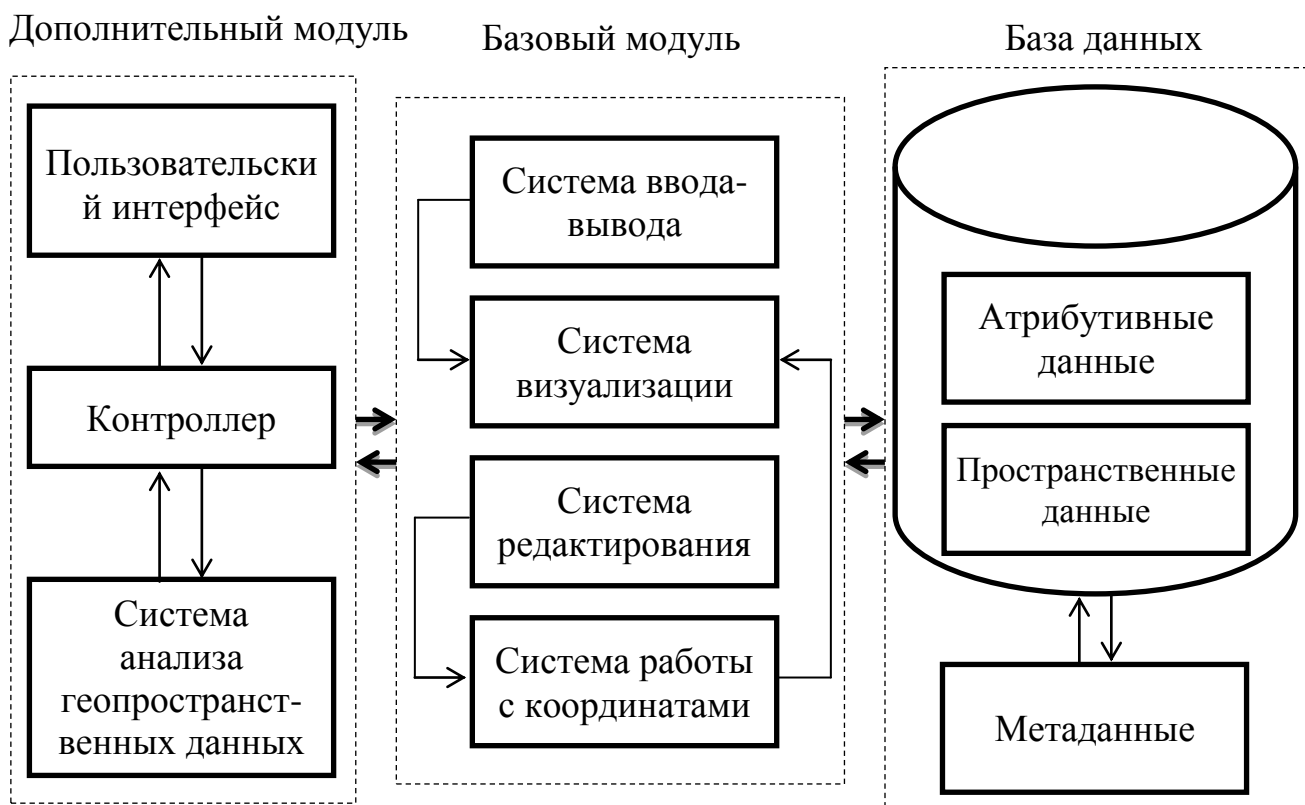 Дополнительный модуль
Базовый модуль
База данных
Пользовательски
й интерфейс
Контроллер
Система
анализа
геопространст-
венных данных
Система ввода-
вывода
Система
визуализации
Система
редактирования
Система работы
с координатами
Атрибутивные
данные
Пространственные
данные
Метаданные